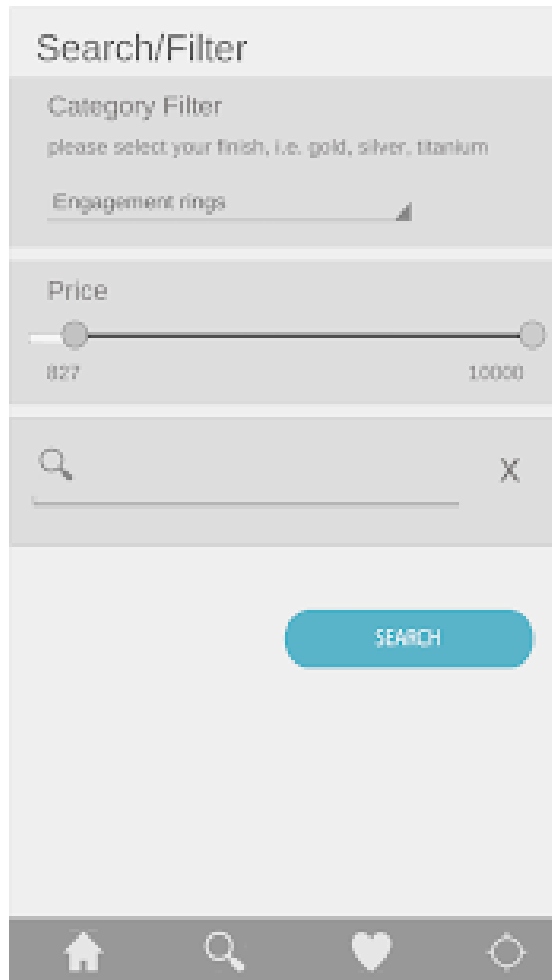 Search/Filter
Category Filter
please select your finish, i.e. gold, silver, titanium
Engagement rings
Price
827 10000
X
SEARCH